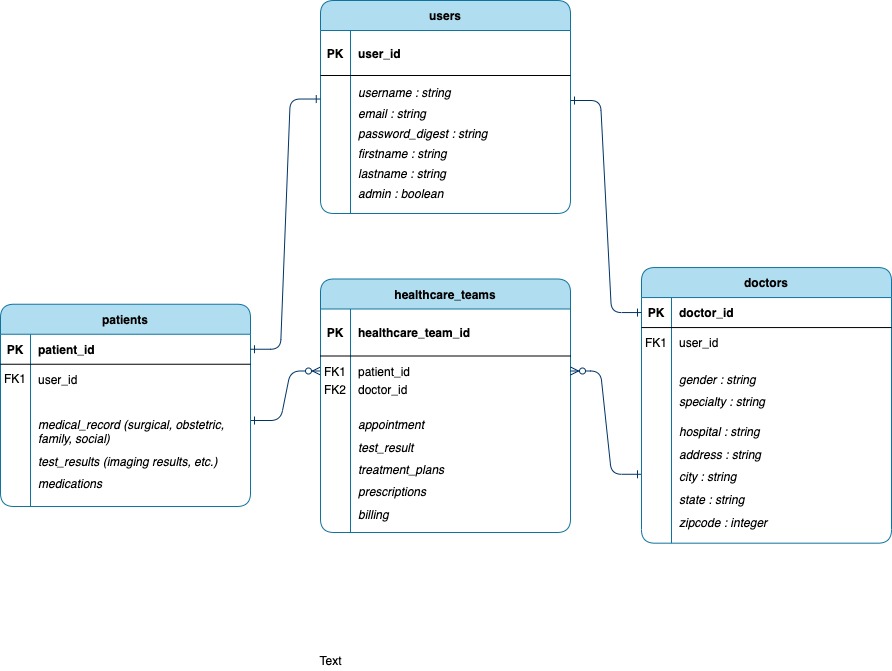 users
PK user_id
username : string
email : string
password_digest : string
firstname : string
lastname : string
admin : boolean
patients
PK patient_id
FK1 user_id
medical_record (surgical, obstetric,
family, social)
test_results (imaging results, etc.)
medications
healthcare_teams
PK healthcare_team_id
FK1 patient_id
FK2 doctor_id
appointment
test_result
treatment_plans
prescriptions
billing
doctors
PK doctor_id
FK1 user_id
gender : string
specialty : string
hospital : string
address : string
city : string
state : string
zipcode : integer
Text